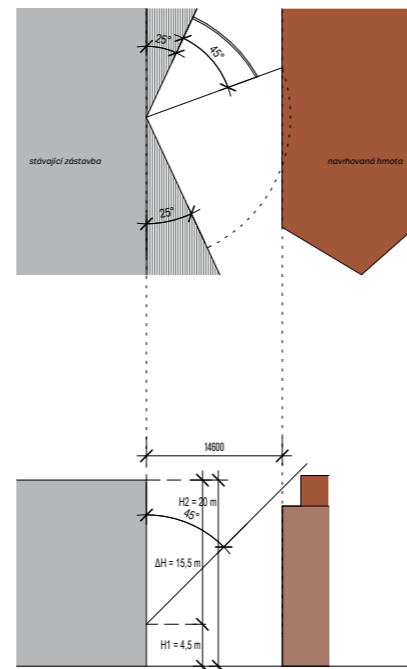 25°
45°
stávající zástavba
navrhovaná hmota
25°
14600
H2 = 20 m
45°
ΔH = 15,5 m
H1 = 4,5 m